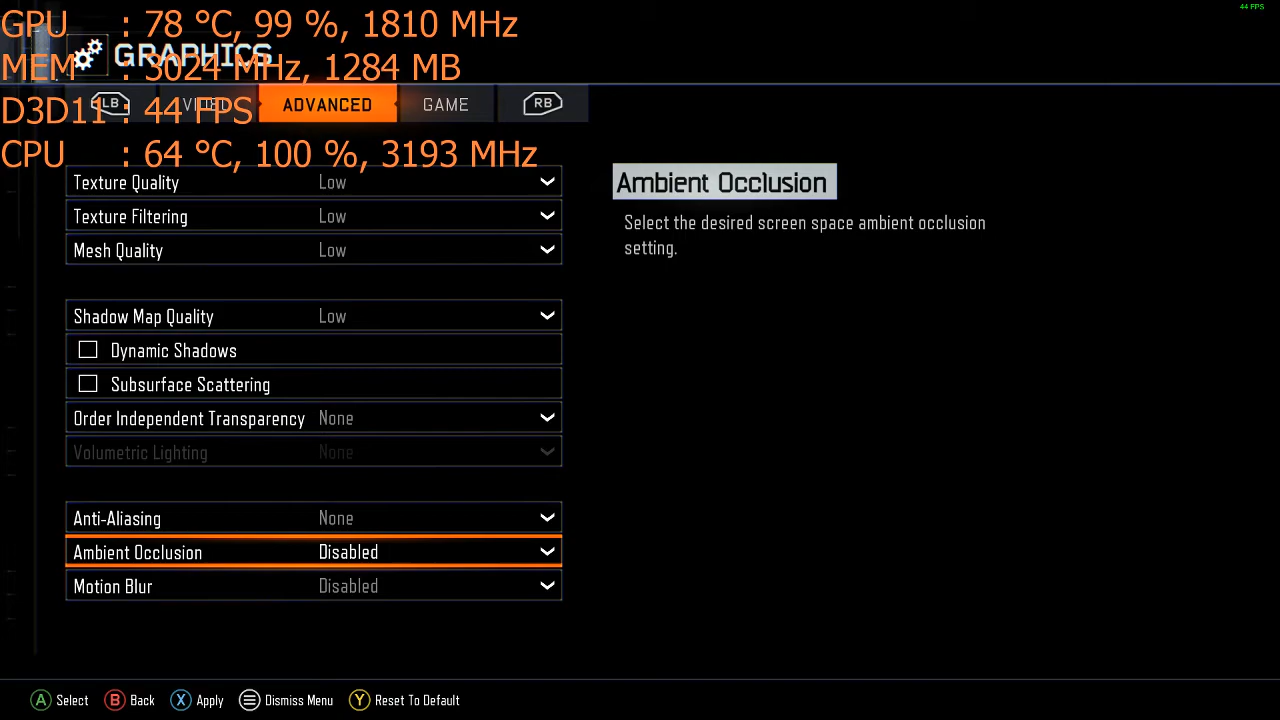 44 FPS
GPU : 78 °C, 99 %, 1810 MHz
GRAPHICS
MEM : 3024 MHz, 1284 MB
LB ADVANCED GAME RB
D3D11 : 44 FPS
CPU : 64 °C, 100 %, 3193 MHz
Texture Quality Low
Texture Filtering Low
Mesh Quality Low
Shadow Map Quality Low
Dynamic Shadows
Subsurface Scattering
Order Independent Transparency None
Volumetric Lighting None
Anti-Aliasing None
Ambient Occlusion Disabled
Motion Blur Disabled
Ambient Occlusion
Select the desired screen space ambient occlusion
setting.
A Select B Back X Apply Dismiss Menu Y Reset To Default